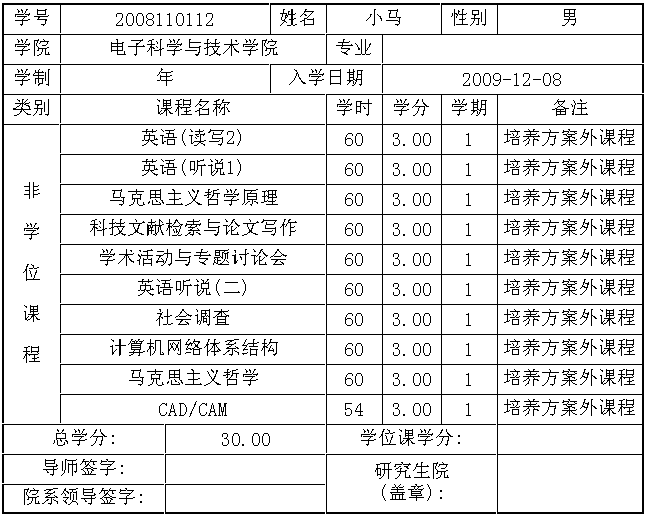 学号 2008110112 姓名 小马 性别 男
学院 电子科学与技术学院 专业
学制 年 入学日期 2009-12-08
类别 课程名称 学时 学分 学期 备注
非学位课程
英语(读写2) 60 3.00 1 培养方案外课程
英语(听说1) 60 3.00 1 培养方案外课程
马克思主义哲学原理 60 3.00 1 培养方案外课程
科技文献检索与论文写作 60 3.00 1 培养方案外课程
学术活动与专题讨论会 60 3.00 1 培养方案外课程
英语听说(二) 60 3.00 1 培养方案外课程
社会调查 60 3.00 1 培养方案外课程
计算机网络体系结构 60 3.00 1 培养方案外课程
马克思主义哲学 60 3.00 1 培养方案外课程
CAD/CAM 54 3.00 1 培养方案外课程
总学分: 30.00 学位课学分:
导师签字: 研究生院
院系领导签字: (盖章):